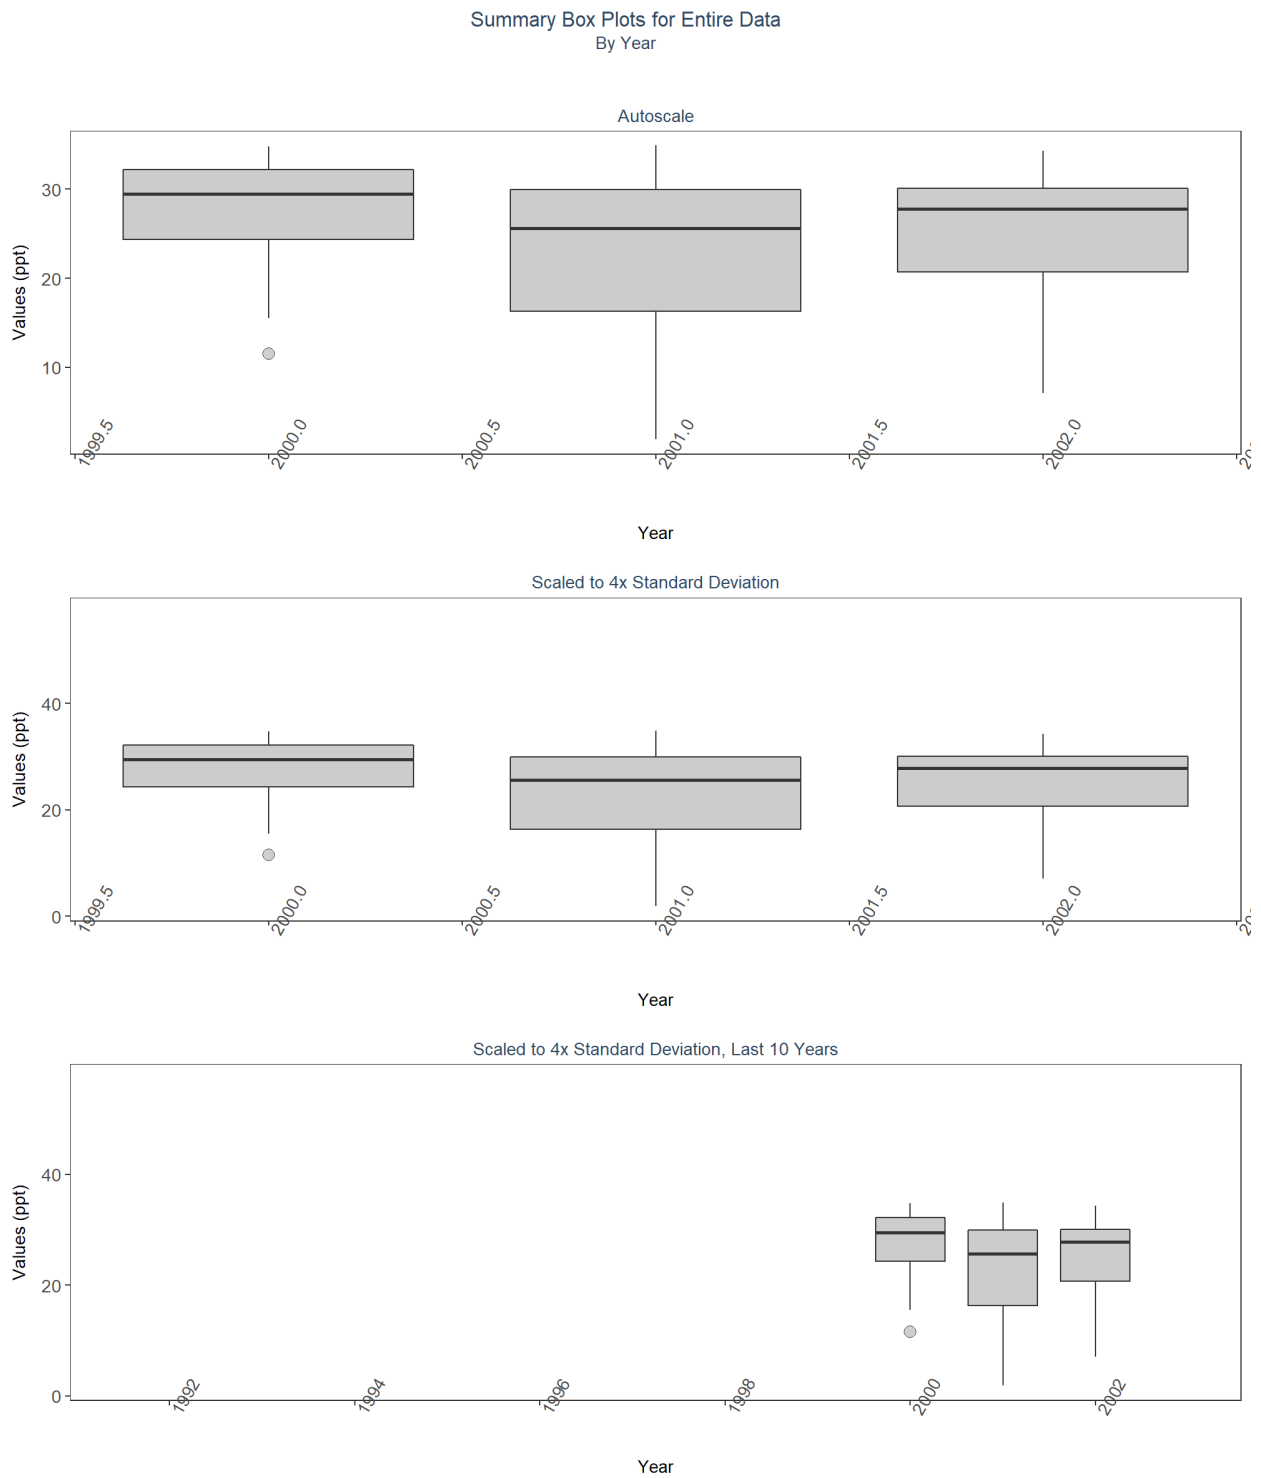 Summary Box Plots for Entire Data
By Year
Autoscale
Values (ppt)
30
20
10
1999.5 2000.0 2000.5 2001.0 2001.5 2002.0
Year
Scaled to 4x Standard Deviation
Values (ppt)
40
20
0
1999.5 2000.0 2000.5 2001.0 2001.5 2002.0
Year
Scaled to 4x Standard Deviation, Last 10 Years
Values (ppt)
40
20
0
1992 1994 1996 1998 2000 2002
Year